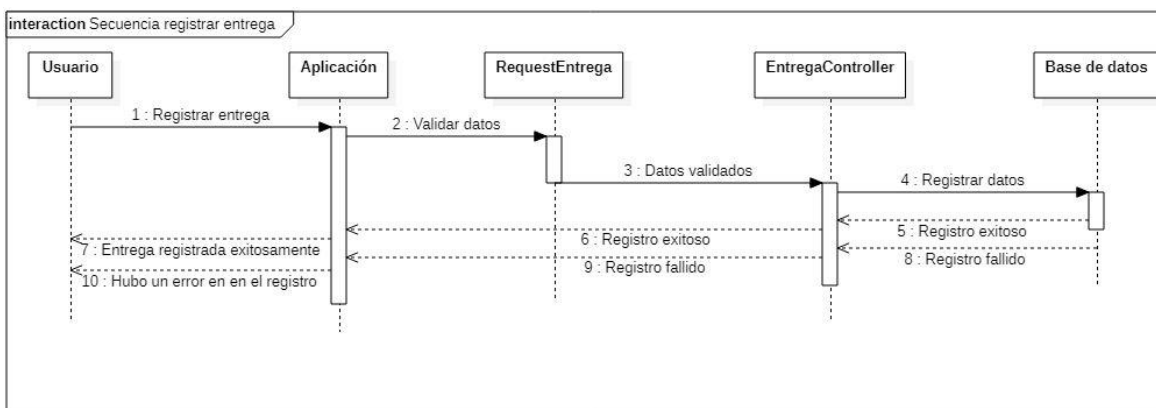 interaction Secuencia registrar entrega
Usuario
Aplicación
RequestEntrega
EntregaController
Base de datos
1 : Registrar entrega
2 : Validar datos
3 : Datos validados
4 : Registrar datos
5 : Registro exitoso
6 : Registro exitoso
7 : Entrega registrada exitosamente
8 : Registro fallido
9 : Registro fallido
10 : Hubo un error en en el registro